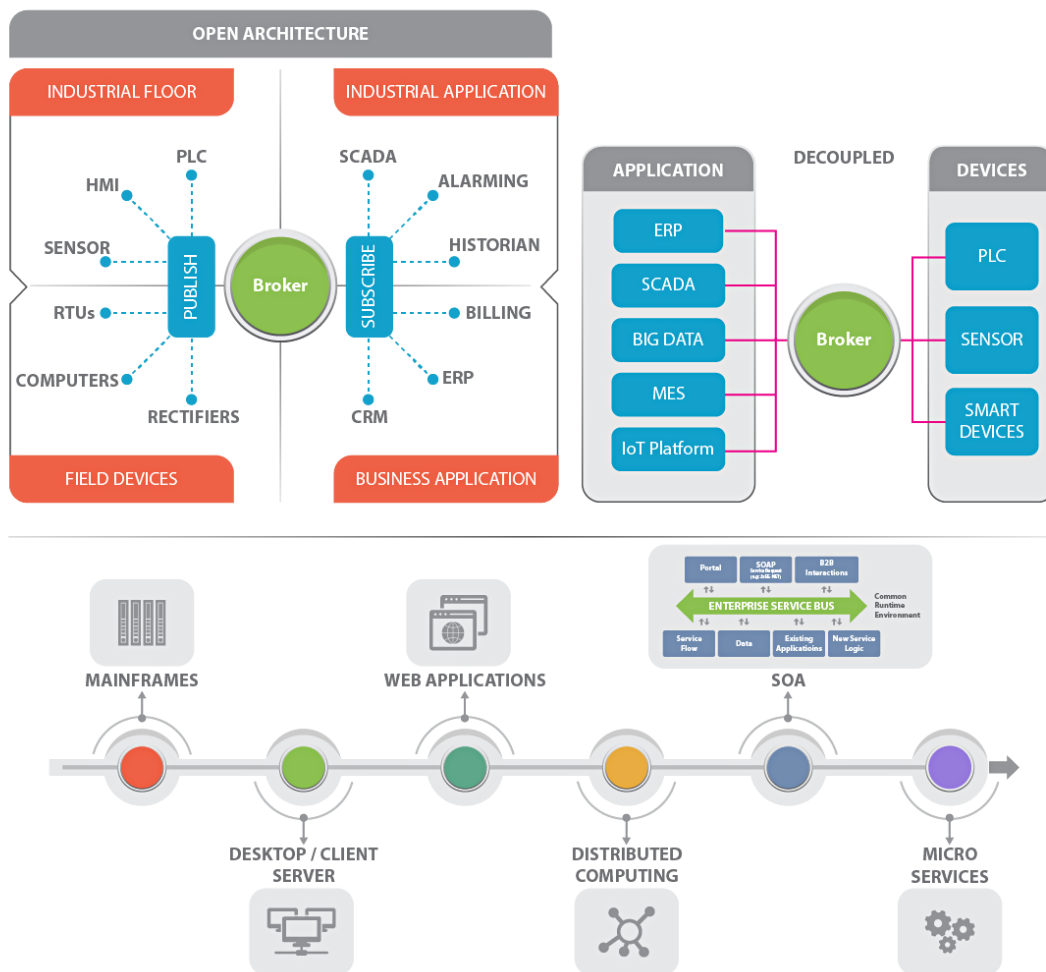 OPEN ARCHITECTURE
INDUSTRIAL FLOOR
INDUSTRIAL APPLICATION
PLC
HMI
SENSOR
RTUs
COMPUTERS
RECTIFIERS
PUBLISH
Broker
SUBSCRIBE
SCADA
ALARMING
HISTORIAN
BILLING
ERP
CRM
FIELD DEVICES
BUSINESS APPLICATION
APPLICATION
ERP
SCADA
BIG DATA
MES
IoT Platform
DECOUPLED
Broker
DEVICES
PLC
SENSOR
SMART
DEVICES
MAINFRAMES
DESKTOP / CLIENT
SERVER
WEB APPLICATIONS
DISTRIBUTED
COMPUTING
Portal
SOAP
Service Request
B2B
Interactions
ENTERPRISE SERVICE BUS
Common
Runtime
Environment
Service
Flow
Data
Existing
Applicatioins
New Service
Logic
SOA
MICRO
SERVICES